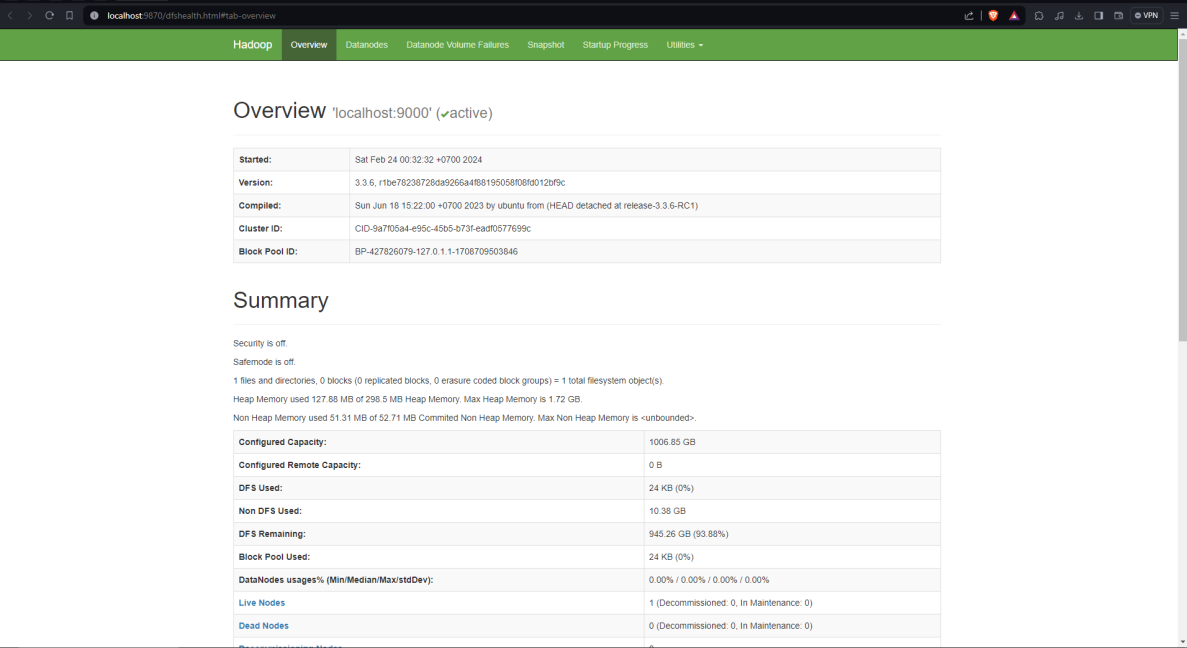 localhost:9870/dfshealth.html#tab-overview VPN
Hadoop Overview Datanodes Datanode Volume Failures Snapshot Startup Progress Utilities
Overview 'localhost:9000' (✔active)
Started: Sat Feb 24 00:32:32 +0700 2024
Version: 3.3.6, r1be78238728da9266a4f88195058f08fd012bf9c
Compiled: Sun Jun 18 15:22:00 +0700 2023 by ubuntu from (HEAD detached at release-3.3.6-RC1)
Cluster ID: CID-9a7f05a4-e95c-45b5-b73f-eadf0577699c
Block Pool ID: BP-427826079-127.0.1.1-1708709503846
Summary
Security is off.
Safemode is off.
1 files and directories, 0 blocks (0 replicated blocks, 0 erasure coded block groups) = 1 total filesystem object(s).
Heap Memory used 127.88 MB of 298.5 MB Heap Memory. Max Heap Memory is 1.72 GB.
Non Heap Memory used 51.31 MB of 52.71 MB Commited Non Heap Memory. Max Non Heap Memory is <unbounded>.
Configured Capacity: 1006.85 GB
Configured Remote Capacity: 0 B
DFS Used: 24 KB (0%)
Non DFS Used: 10.38 GB
DFS Remaining: 945.26 GB (93.88%)
Block Pool Used: 24 KB (0%)
DataNodes usages% (Min/Median/Max/stdDev): 0.00% / 0.00% / 0.00% / 0.00%
Live Nodes 1 (Decommissioned: 0, In Maintenance: 0)
Dead Nodes 0 (Decommissioned: 0, In Maintenance: 0)